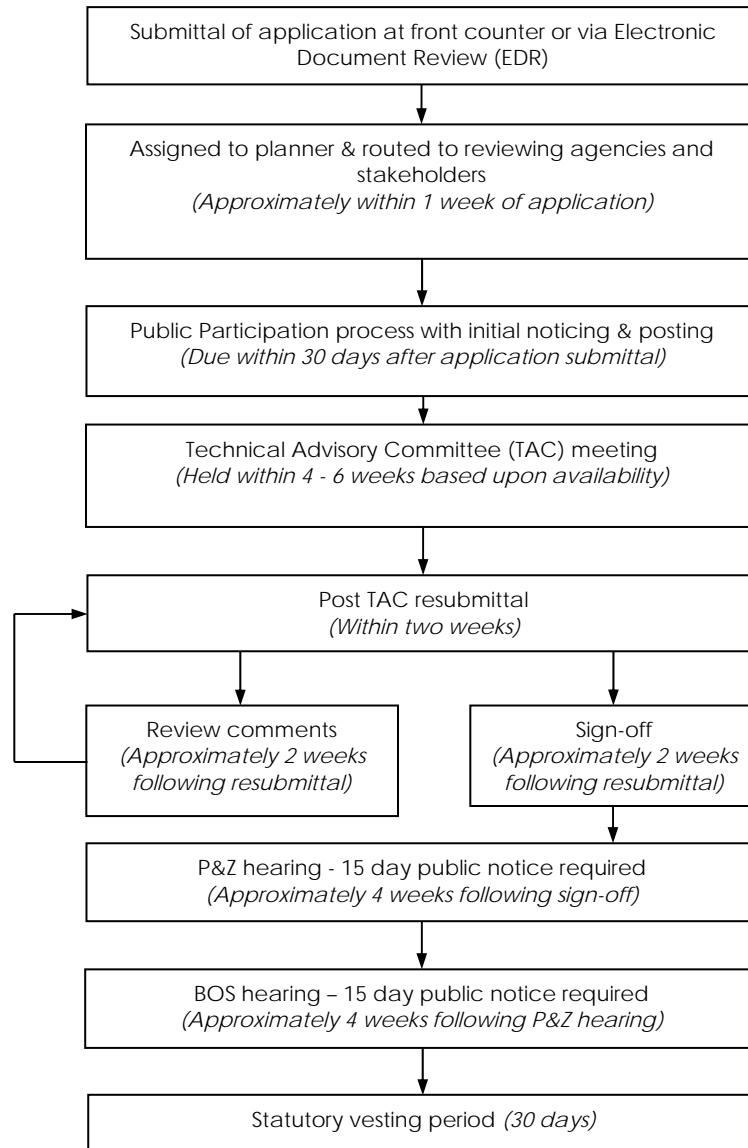 Submittal of application at front counter or via Electronic
Document Review (EDR)
Assigned to planner & routed to reviewing agencies and
stakeholders
(Approximately within 1 week of application)
Public Participation process with initial noticing & posting
(Due within 30 days after application submittal)
Technical Advisory Committee (TAC) meeting
(Held within 4 - 6 weeks based upon availability)
Post TAC resubmittal
(Within two weeks)
Review comments
(Approximately 2 weeks
following resubmittal)
Sign-off
(Approximately 2 weeks
following resubmittal)
P&Z hearing - 15 day public notice required
(Approximately 4 weeks following sign-off)
BOS hearing – 15 day public notice required
(Approximately 4 weeks following P&Z hearing)
Statutory vesting period (30 days)